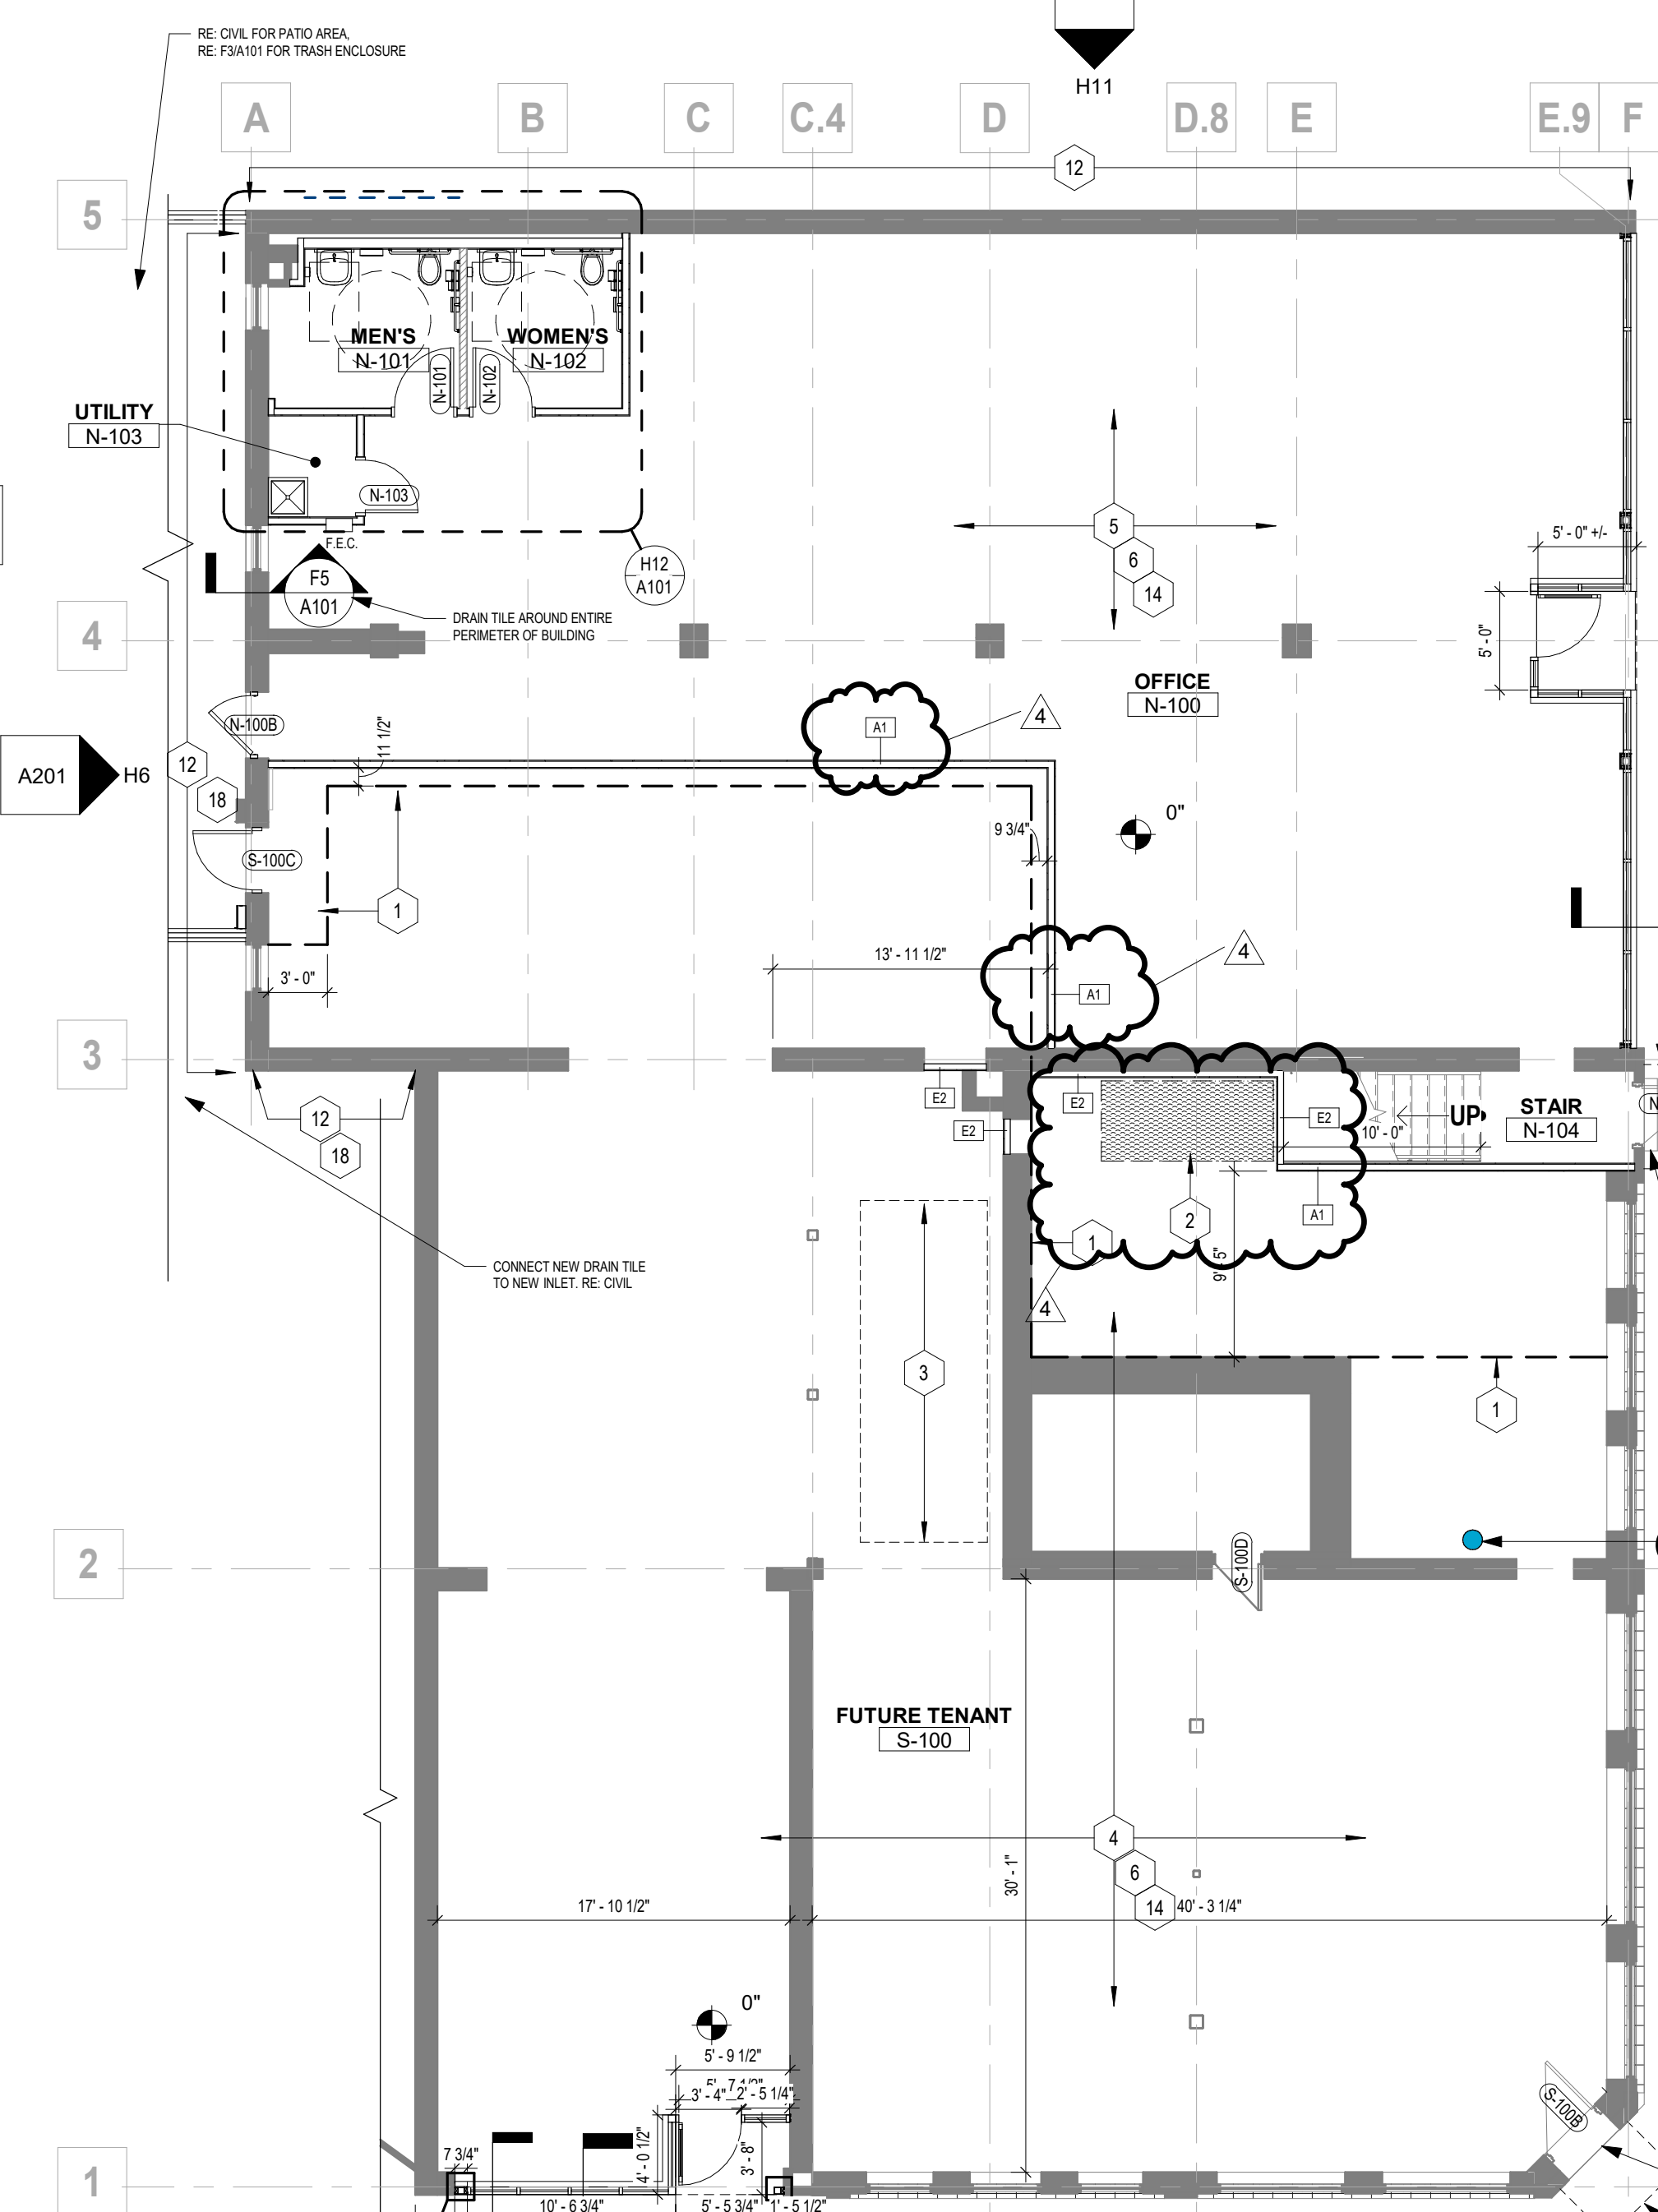 RE: CIVIL FOR PATIO AREA,
RE: F3/A101 FOR TRASH ENCLOSURE
H11
A
B
C
C.4
D
D.8
E
E.9
F
12
5
MEN'S
N-101
WOMEN'S
N-102
N-101
N-102
UTILITY
N-103
N-103
F.E.C.
F5
A101
H12
A101
5
6
14
5' - 0" +/-
5' - 0"
DRAIN TILE AROUND ENTIRE
PERIMETER OF BUILDING
4
OFFICE
N-100
A1
4
N-100B
11 1/2"
A201
H6
12
18
0"
9 3/4"
S-100C
1
13' - 11 1/2"
4
3' - 0"
A1
3
E2
E2
E2
E2
UP
10' - 0"
STAIR
N-104
N
12
18
A1
2
1
9' - 5"
CONNECT NEW DRAIN TILE
TO NEW INLET. RE: CIVIL
4
3
1
2
S-100D
FUTURE TENANT
S-100
4
6
14
30' - 1"
17' - 10 1/2"
40' - 3 1/4"
0"
5' - 9 1/2"
5' - 7 1/2"
3' - 4"
2' - 5 1/4"
S-100B
4' - 0 1/2"
3' - 8"
7 3/4"
1
10' - 6 3/4"
5' - 5 3/4"
1' - 5 1/2"